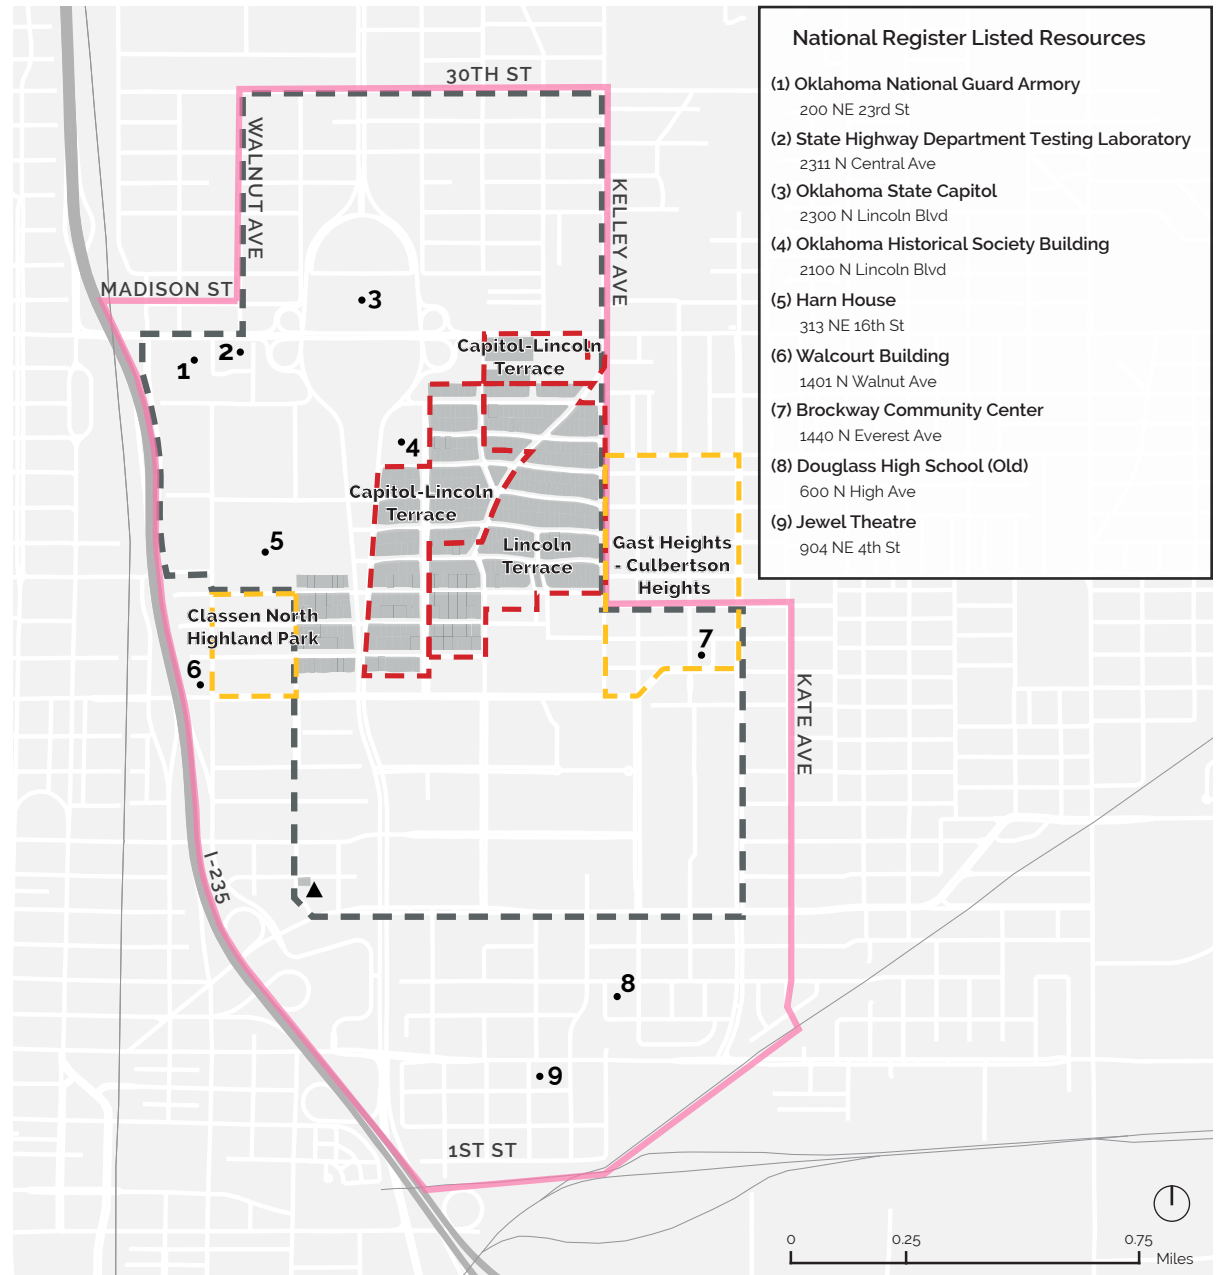 National Register Listed Resources
(1) Oklahoma National Guard Armory
200 NE 23rd St
(2) State Highway Department Testing Laboratory
2311 N Central Ave
(3) Oklahoma State Capitol
2300 N Lincoln Blvd
(4) Oklahoma Historical Society Building
2100 N Lincoln Blvd
(5) Harn House
313 NE 16th St
(6) Walcourt Building
1401 N Walnut Ave
(7) Brockway Community Center
1440 N Everest Ave
(8) Douglass High School (Old)
600 N High Ave
(9) Jewel Theatre
904 NE 4th St
30TH ST
WALNUT AVE
KELLEY AVE
MADISON ST
3
2
1
Capitol-Lincoln
Terrace
4
Capitol-Lincoln
Terrace
5
Lincoln
Terrace
Gast Heights
- Culbertson
Heights
Classen North
Highland Park
7
6
KATE AVE
I-235
8
9
1ST ST
0
0.25
0.75
Miles